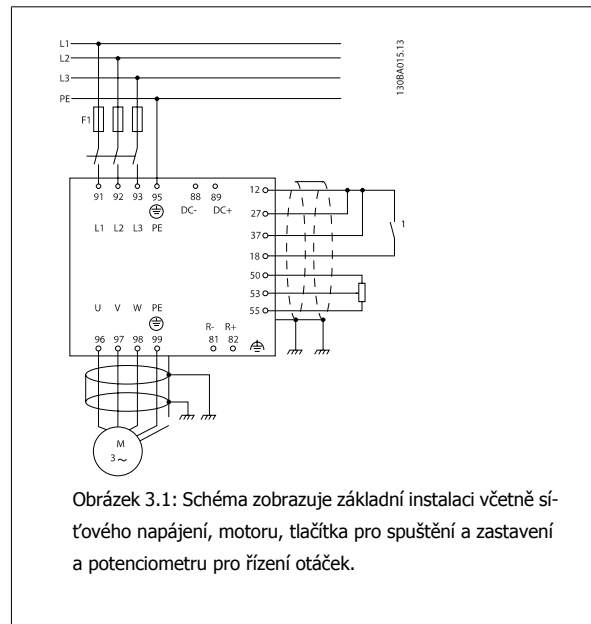 L1
L2
L3
PE
130BA015.13
F1
91 92 93 95 88 89
DC- DC+
L1 L2 L3 PE
12
27
37
18
1
50
53
55
U V W PE
96 97 98 99
R- R+
81 82
M
3 ~
Obrázek 3.1: Schéma zobrazuje základní instalaci včetně sí-
ťového napájení, motoru, tlačítka pro spuštění a zastavení
a potenciometru pro řízení otáček.